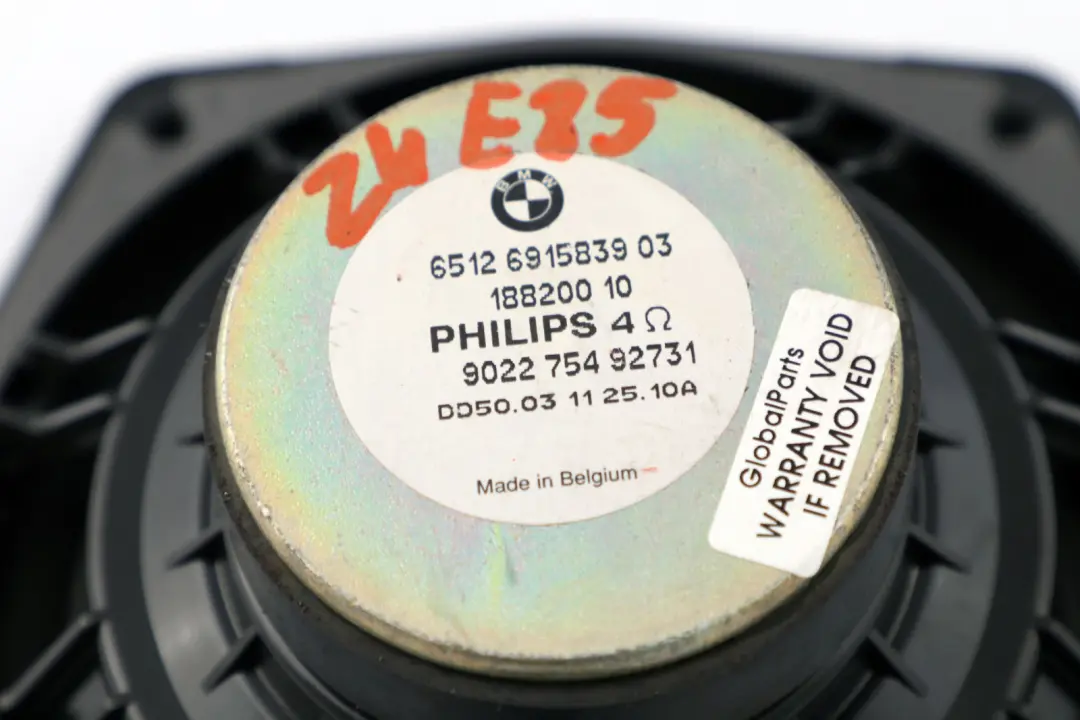 Z4 E85
BMW
6512 6915839 03
188200 10
PHILIPS 4 Ω
9022 754 92731
DD50.03 11 25.10A
Made in Belgium
GlobalParts
WARRANTY VOID
IF REMOVED